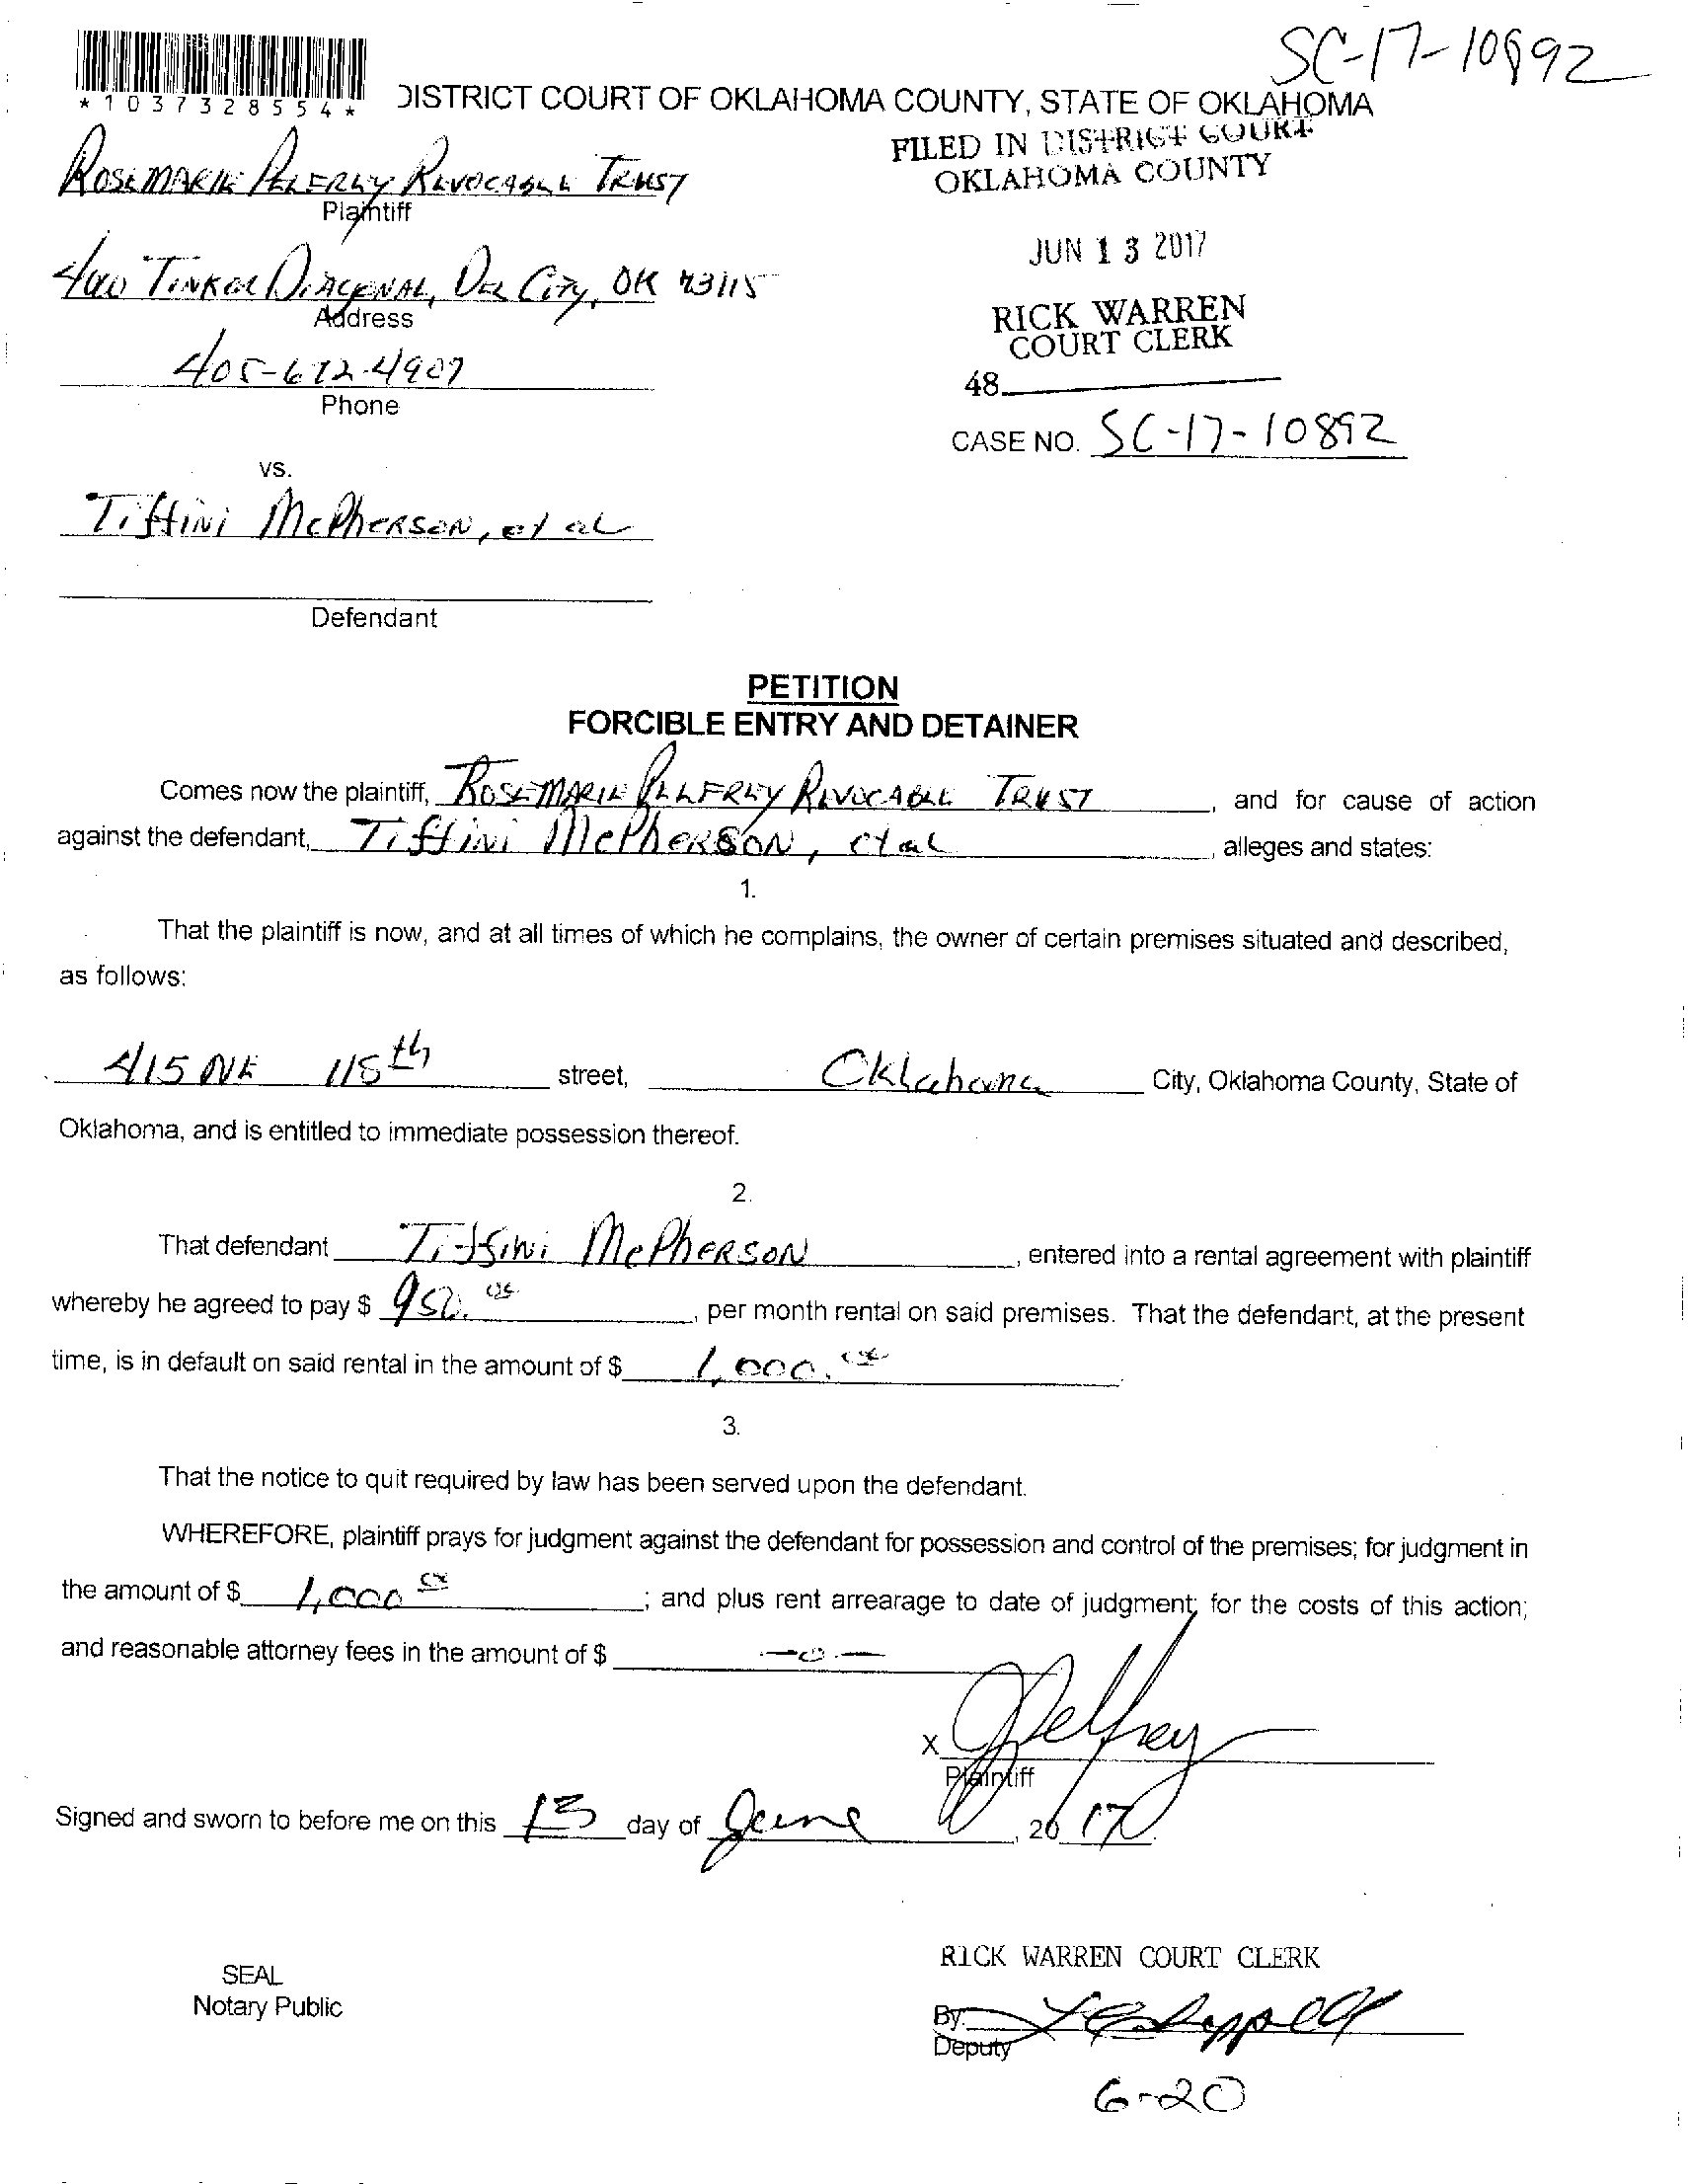 SC-17-10892
*1037328554*
DISTRICT COURT OF OKLAHOMA COUNTY, STATE OF OKLAHOMA
FILED IN DISTRICT COURT
OKLAHOMA COUNTY
ROSEMARIE PELFREY REVOCABLE TRUST
Plaintiff
JUN 13 2017
TINKER DIAGENAL, DEL CITY, OK 73115
Address
RICK WARREN
COURT CLERK
405-672-4907
Phone
48
CASE NO. SC-17-10892
vs.
Tiffini McPherson, et al
Defendant
PETITION
FORCIBLE ENTRY AND DETAINER
Comes now the plaintiff, ROSEMARIE PELFREY REVOCABLE TRUST, and for cause of action
against the defendant, Tiffini McPherson, et al, alleges and states:
1.
That the plaintiff is now, and at all times of which he complains, the owner of certain premises situated and described,
as follows:
415 NE 115th street, Oklahoma City, Oklahoma County, State of
Oklahoma, and is entitled to immediate possession thereof.
2.
That defendant Tiffini McPherson, entered into a rental agreement with plaintiff
whereby he agreed to pay $ , per month rental on said premises. That the defendant, at the present
time, is in default on said rental in the amount of $ 1,000.00
3.
That the notice to quit required by law has been served upon the defendant.
WHEREFORE, plaintiff prays for judgment against the defendant for possession and control of the premises; for judgment in
the amount of $ 1,000 00; and plus rent arrearage to date of judgment; for the costs of this action;
and reasonable attorney fees in the amount of $ -0-
X Pelfrey
Plaintiff
Signed and sworn to before me on this 13 day of June, 2017.
RICK WARREN COURT CLERK
SEAL
Notary Public
By:
Deputy
6-20